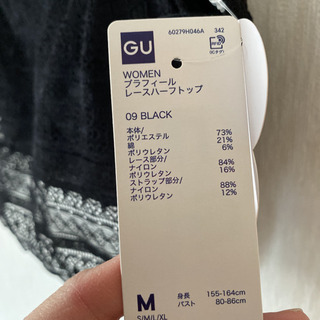 60279H046A 342
GU
WOMEN
ブラフィール
レースハーフトップ
09 BLACK
本体/
ポリエステル 73%
綿 21%
ポリウレタン 6%
レース部分/
ナイロン 84%
ポリウレタン 16%
ストラップ部分/
ナイロン 88%
ポリウレタン 12%
M
S/M/L/XL
身長 155-164cm
バスト 80-86cm